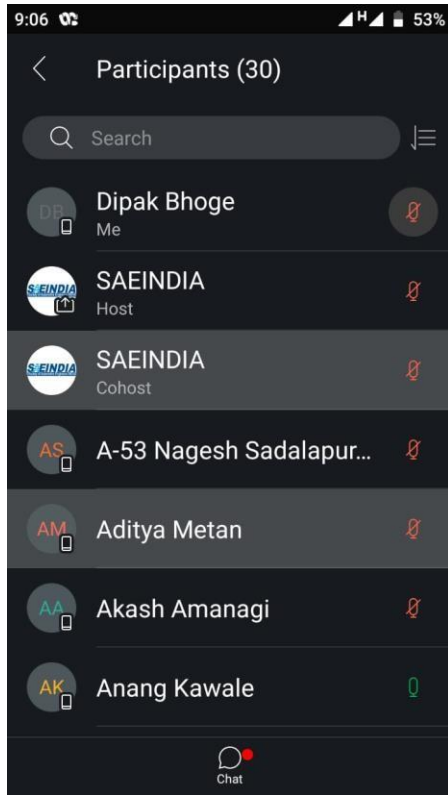 9:06 H 53%
Participants (30)
Search
DB
Dipak Bhoge
Me
SAEINDIA
SAEINDIA
Host
SAEINDIA
SAEINDIA
Cohost
AS
A-53 Nagesh Sadalapur...
AM
Aditya Metan
AA
Akash Amanagi
AK
Anang Kawale
Chat